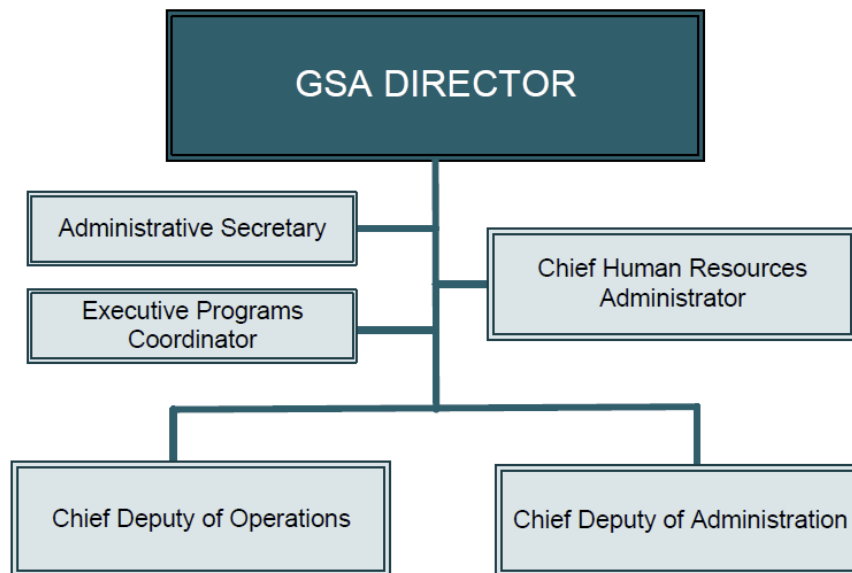 GSA DIRECTOR
Administrative Secretary
Chief Human Resources
Administrator
Executive Programs
Coordinator
Chief Deputy of Operations
Chief Deputy of Administration